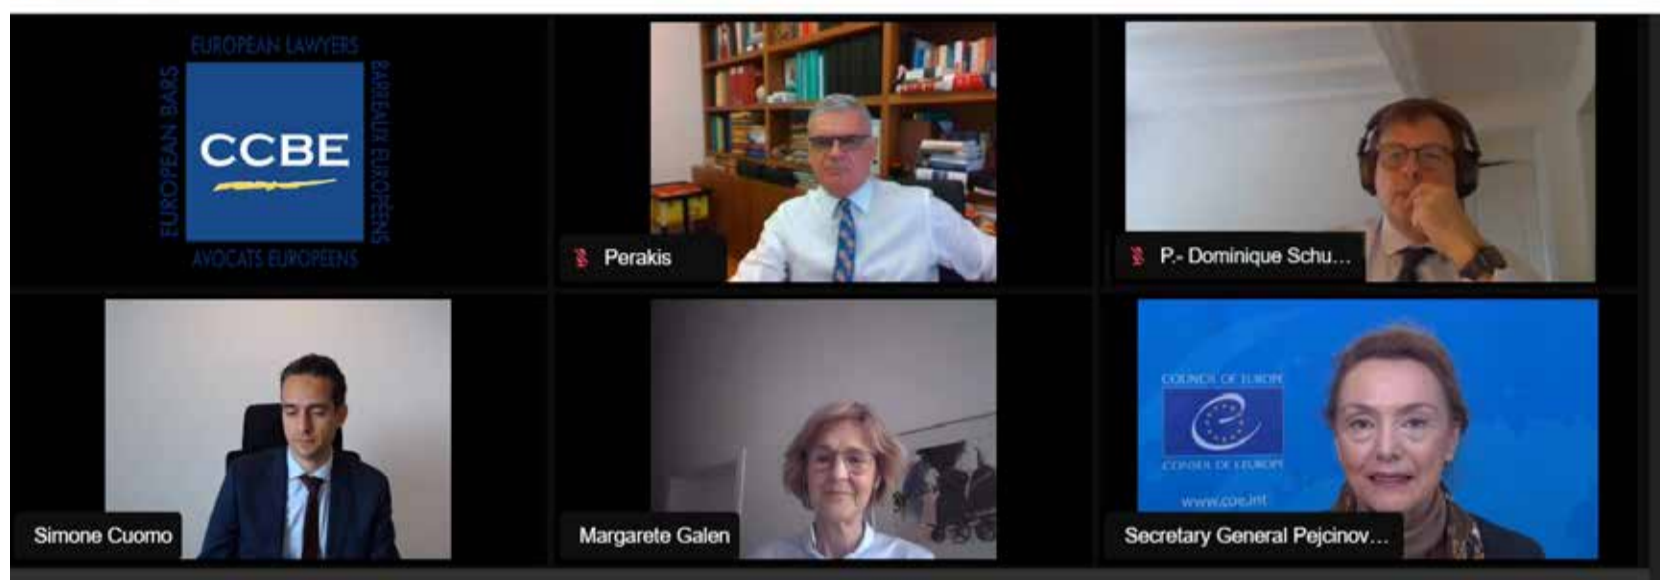 EUROPEAN LAWYERS
EUROPEAN BARS
CCBE
BARREAUX EUROPÉENS
AVOCATS EUROPÉENS
Perakis
P.- Dominique Schu...
Simone Cuomo
Margarete Galen
COUNCIL OF EUROPE
CONSEIL DE L'EUROPE
www.coe.int
Secretary General Pejcinov...